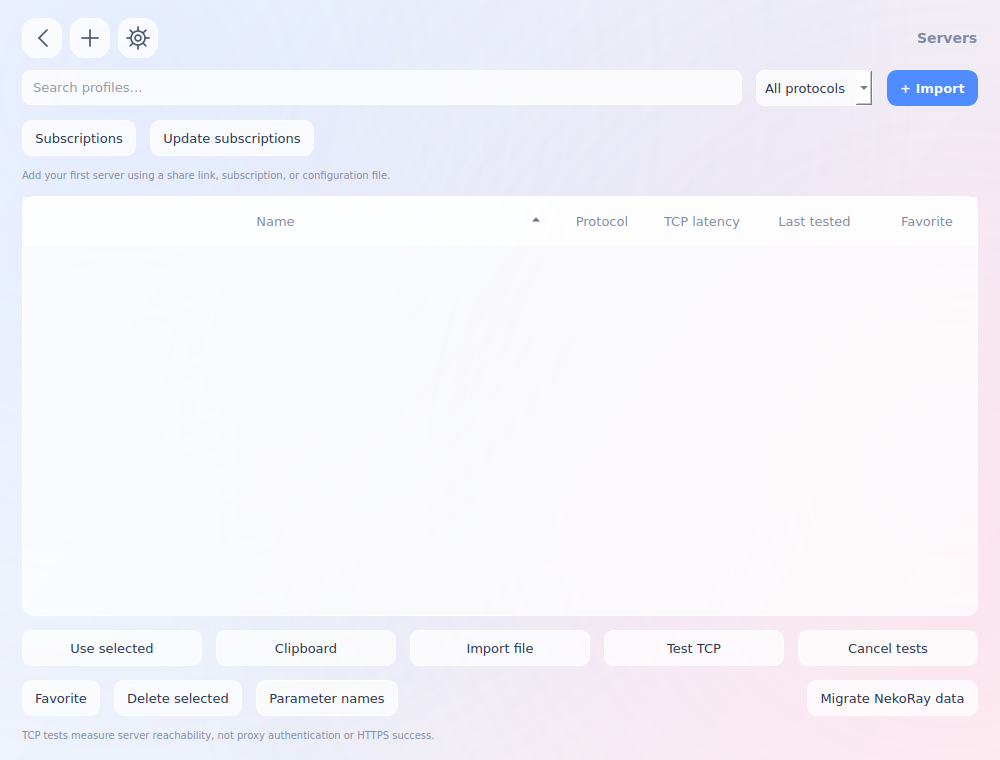 Servers
Search profiles...
All protocols
+ Import
Subscriptions
Update subscriptions
Add your first server using a share link, subscription, or configuration file.
Name Protocol TCP latency Last tested Favorite
Use selected
Clipboard
Import file
Test TCP
Cancel tests
Favorite
Delete selected
Parameter names
Migrate NekoRay data
TCP tests measure server reachability, not proxy authentication or HTTPS success.